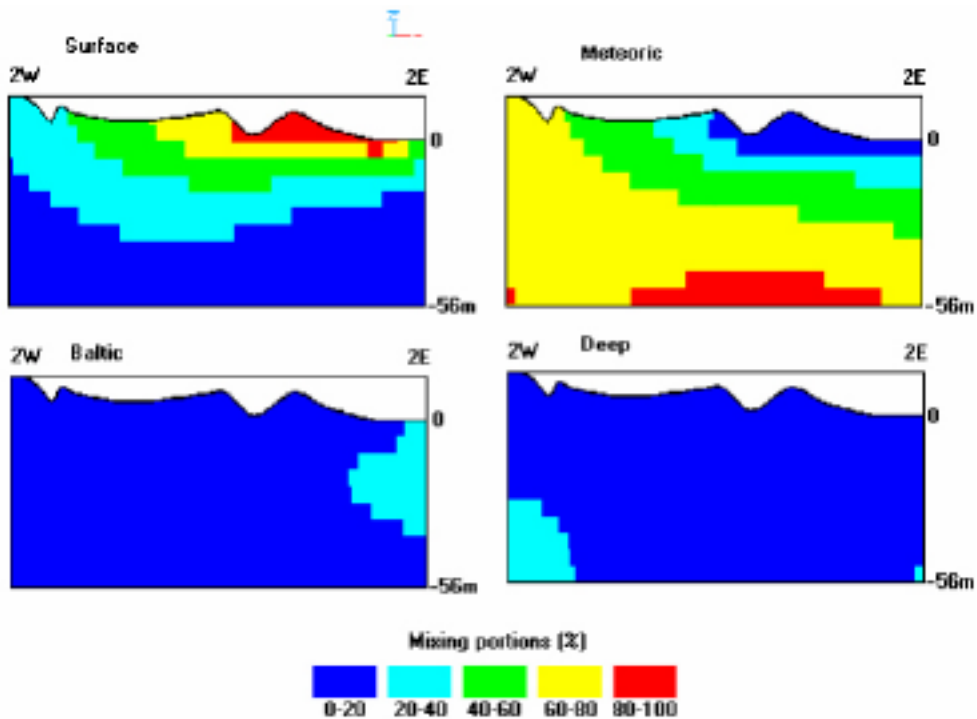 Surface
2W 2E
0
-56m
Meteoric
2W 2E
0
-56m
Baltic
2W 2E
0
-56m
Deep
2W 2E
0
-56m
Mixing portions (%)
0-20 20-40 40-60 60-80 80-100